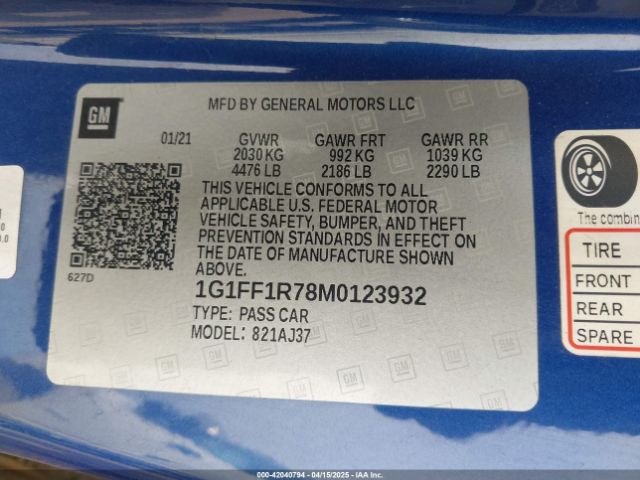 GM
MFD BY GENERAL MOTORS LLC
01/21 GVWR GAWR FRT GAWR RR
2030 KG 992 KG 1039 KG
4476 LB 2186 LB 2290 LB
THIS VEHICLE CONFORMS TO ALL
APPLICABLE U.S. FEDERAL MOTOR
VEHICLE SAFETY, BUMPER, AND THEFT
PREVENTION STANDARDS IN EFFECT ON
THE DATE OF MANUFACTURE SHOWN
ABOVE.
627D
1G1FF1R78M0123932
TYPE: PASS CAR
MODEL: 821AJ37
The combin
TIRE
FRONT
REAR
SPARE
000-42040794 - 04/15/2025 - IAA Inc.